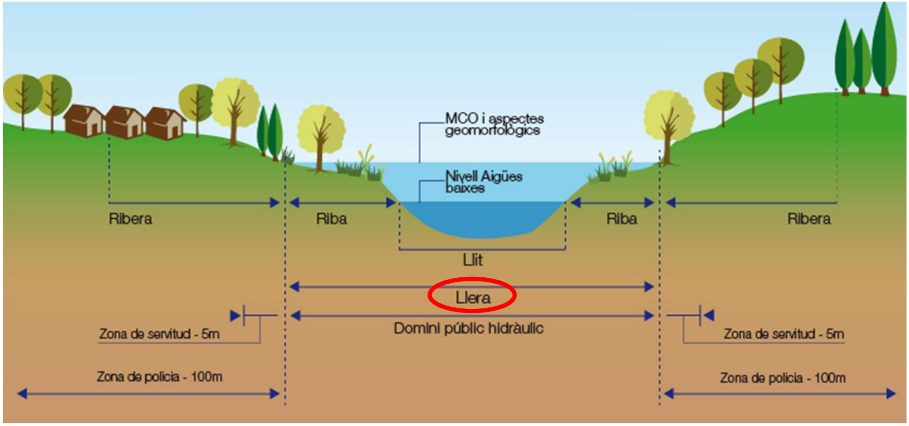 MCO i aspectes
geomorfològics
Nivell Aigües
baixes
Ribera
Riba
Riba
Ribera
Llit
Llera
Domini públic hidràulic
Zona de servitud - 5m
Zona de servitud - 5m
Zona de policia - 100m
Zona de policia - 100m